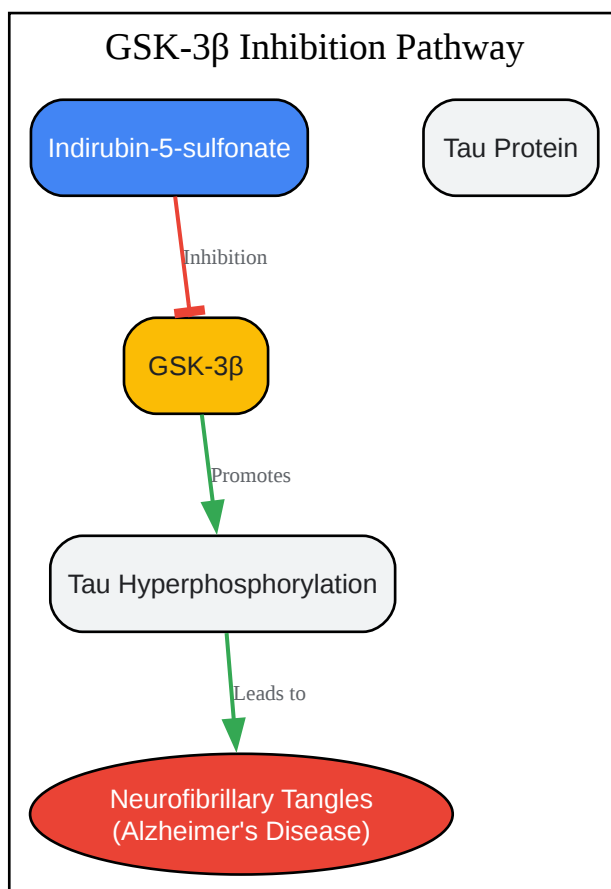 GSK-3β Inhibition Pathway
Indirubin-5-sulfonate
Tau Protein
Inhibition
GSK-3β
Promotes
Tau Hyperphosphorylation
Leads to
Neurofibrillary Tangles
(Alzheimer's Disease)